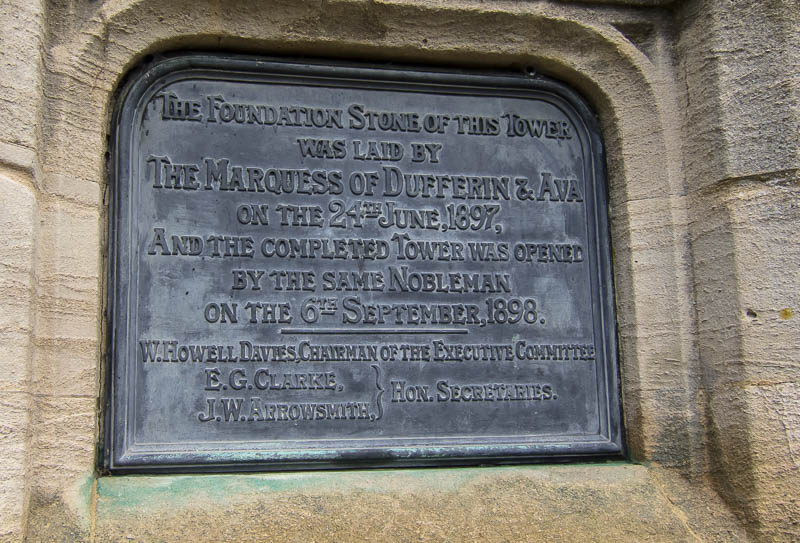 The Foundation Stone of this Tower
was laid by
The Marquess of Dufferin & Ava
on the 24th June, 1897,
And the completed Tower was opened
by the same Nobleman
on the 6th September, 1898.
W. Howell Davies, Chairman of the Executive Committee
E. G. Clarke,
J. W. Arrowsmith, } Hon. Secretaries.